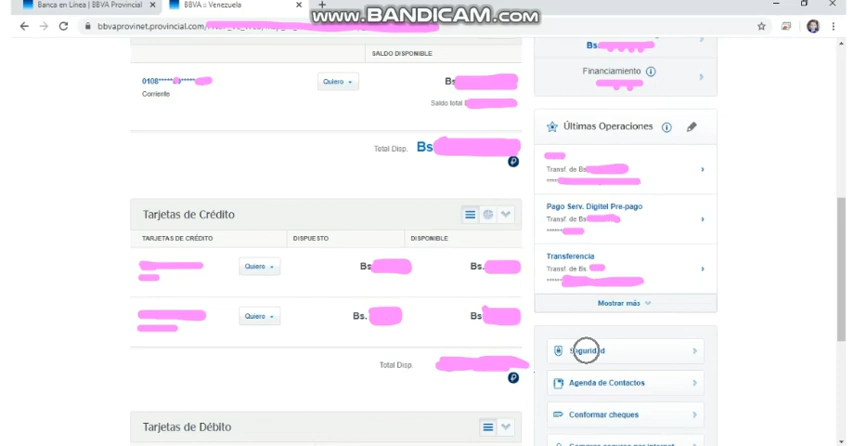 Banca en Línea | BBVA Provincial
BBVA :: Venezuela
www.BANDICAM.com
bbvaprovinet.provincial.com/
SALDO DISPONIBLE
Bs.
Financiamiento
0108*****
Quiero
Bs
Corriente
Saldo total
Últimas Operaciones
Total Disp.
Bs
Transf. de Bs.
Tarjetas de Crédito
Pago Serv. Digitel Pre-pago
Transf. de Bs.
TARJETAS DE CRÉDITO
DISPUESTO
DISPONIBLE
Transferencia
Quiero
Bs
Bs.
Transf. de Bs.
Mostrar más
Quiero
Bs.
Bs
Seguridad
Total Disp.
Agenda de Contactos
Conformar cheques
Tarjetas de Débito